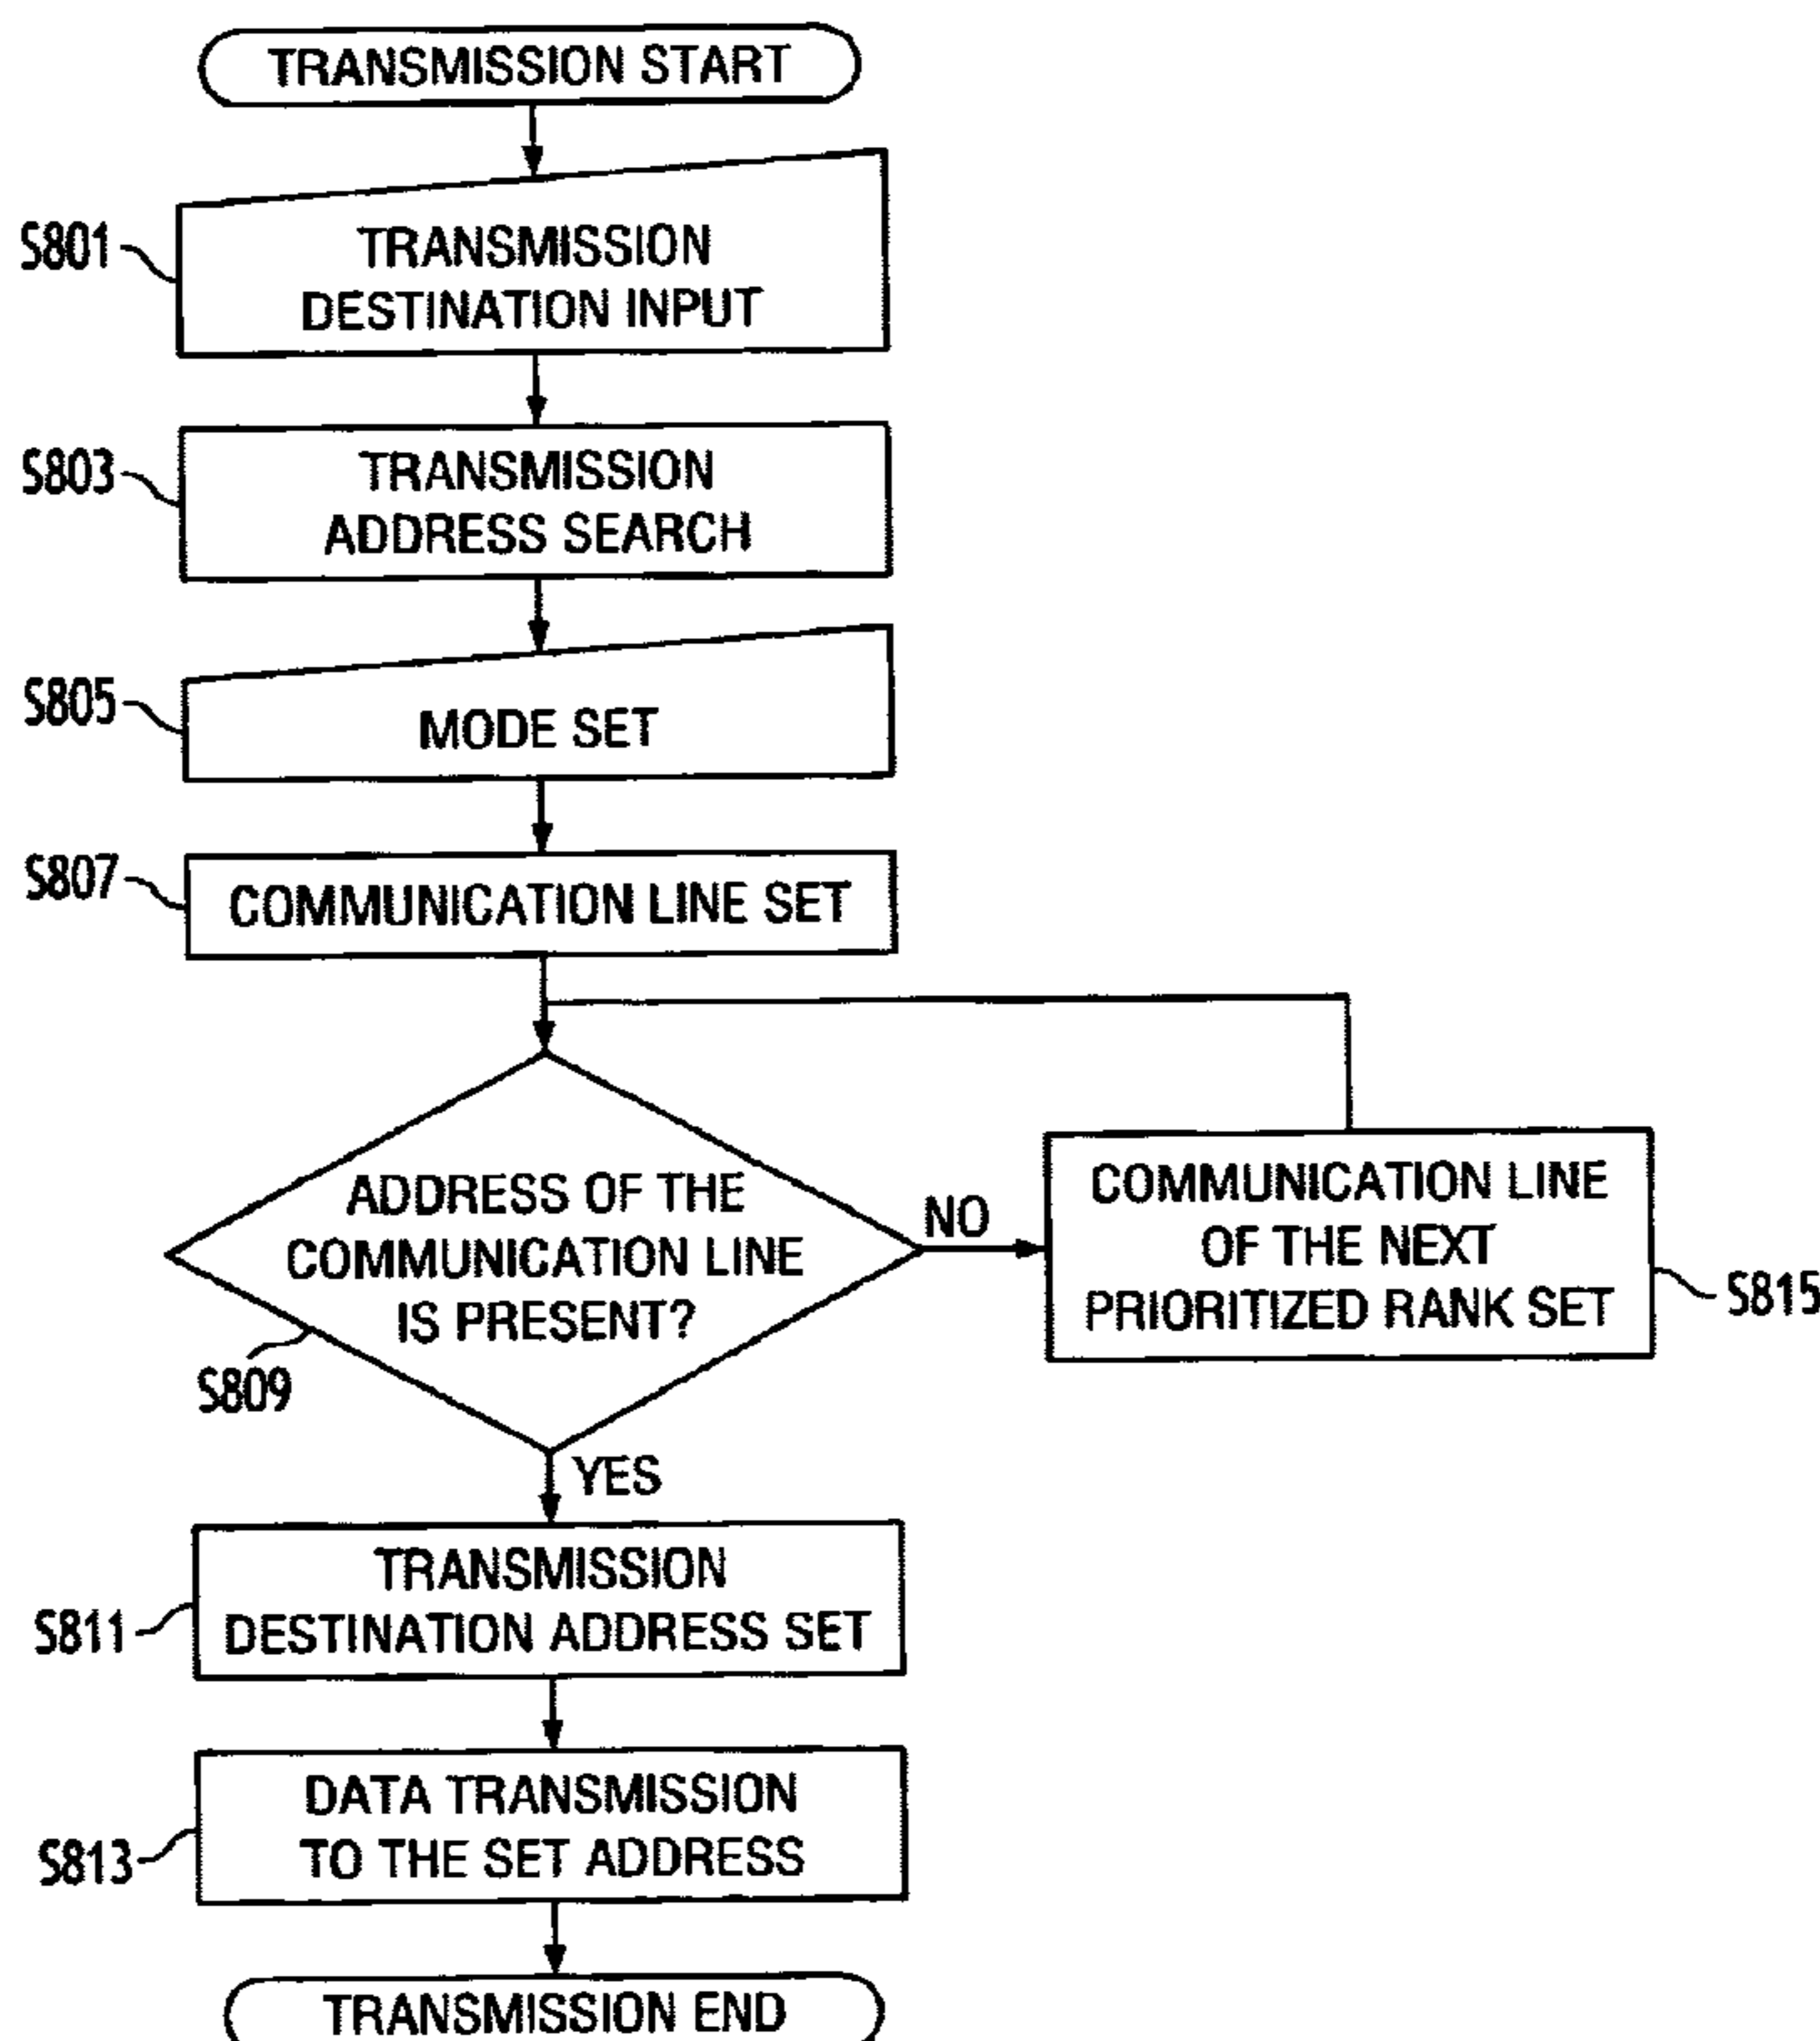 TRANSMISSION START
S801
TRANSMISSION
DESTINATION INPUT
S803
TRANSMISSION
ADDRESS SEARCH
S805
MODE SET
S807
COMMUNICATION LINE SET
ADDRESS OF THE
COMMUNICATION LINE
IS PRESENT?
S809
NO
COMMUNICATION LINE
OF THE NEXT
PRIORITIZED RANK SET
S815
YES
S811
TRANSMISSION
DESTINATION ADDRESS SET
S813
DATA TRANSMISSION
TO THE SET ADDRESS
TRANSMISSION END